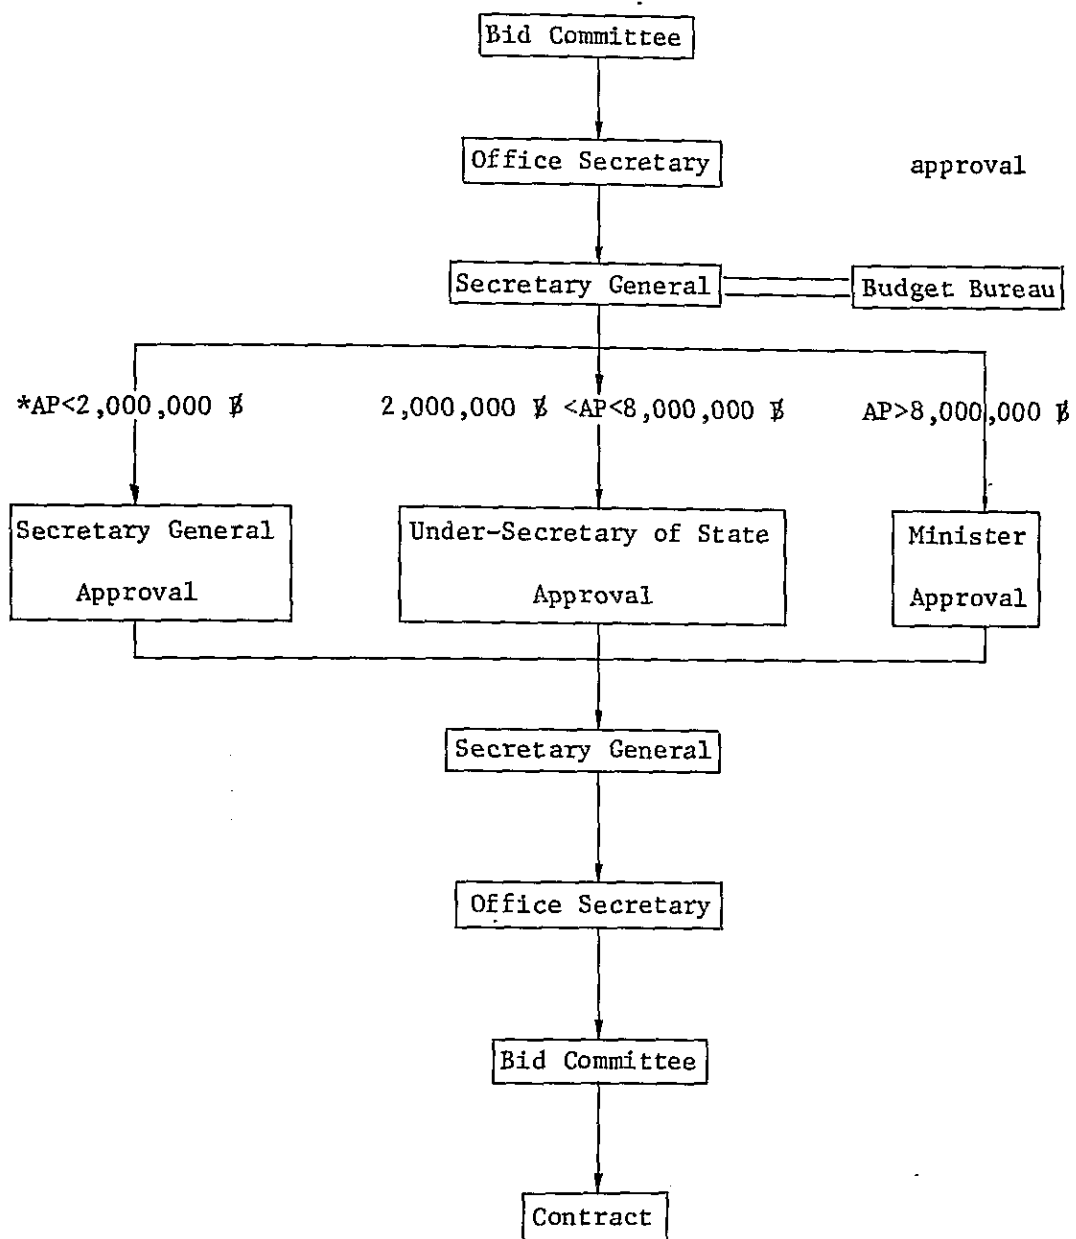 Bid Committee
Office Secretary
approval
Secretary General
Budget Bureau
*AP<2,000,000 ฿
2,000,000 ฿ <AP<8,000,000 ฿
AP>8,000,000 ฿
Secretary General
Approval
Under-Secretary of State
Approval
Minister
Approval
Secretary General
Office Secretary
Bid Committee
Contract